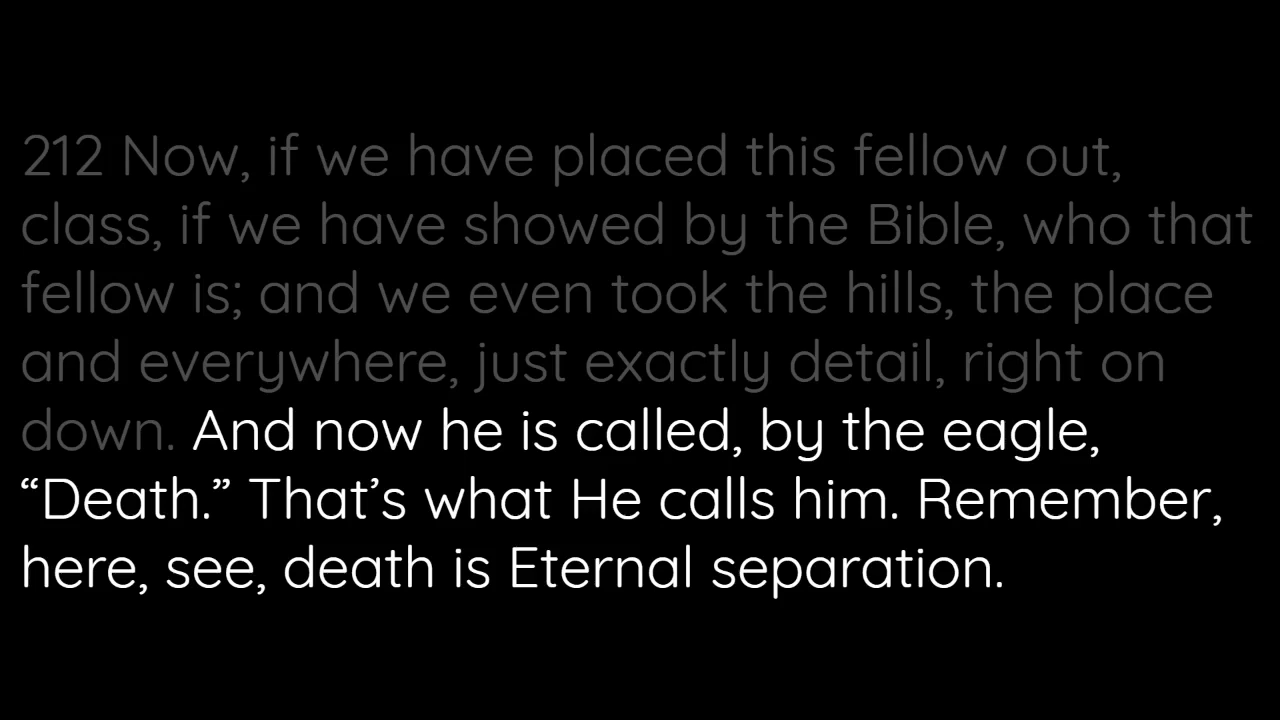 212 Now, if we have placed this fellow out,
class, if we have showed by the Bible, who that
fellow is; and we even took the hills, the place
and everywhere, just exactly detail, right on
down. And now he is called, by the eagle,
“Death.” That’s what He calls him. Remember,
here, see, death is Eternal separation.